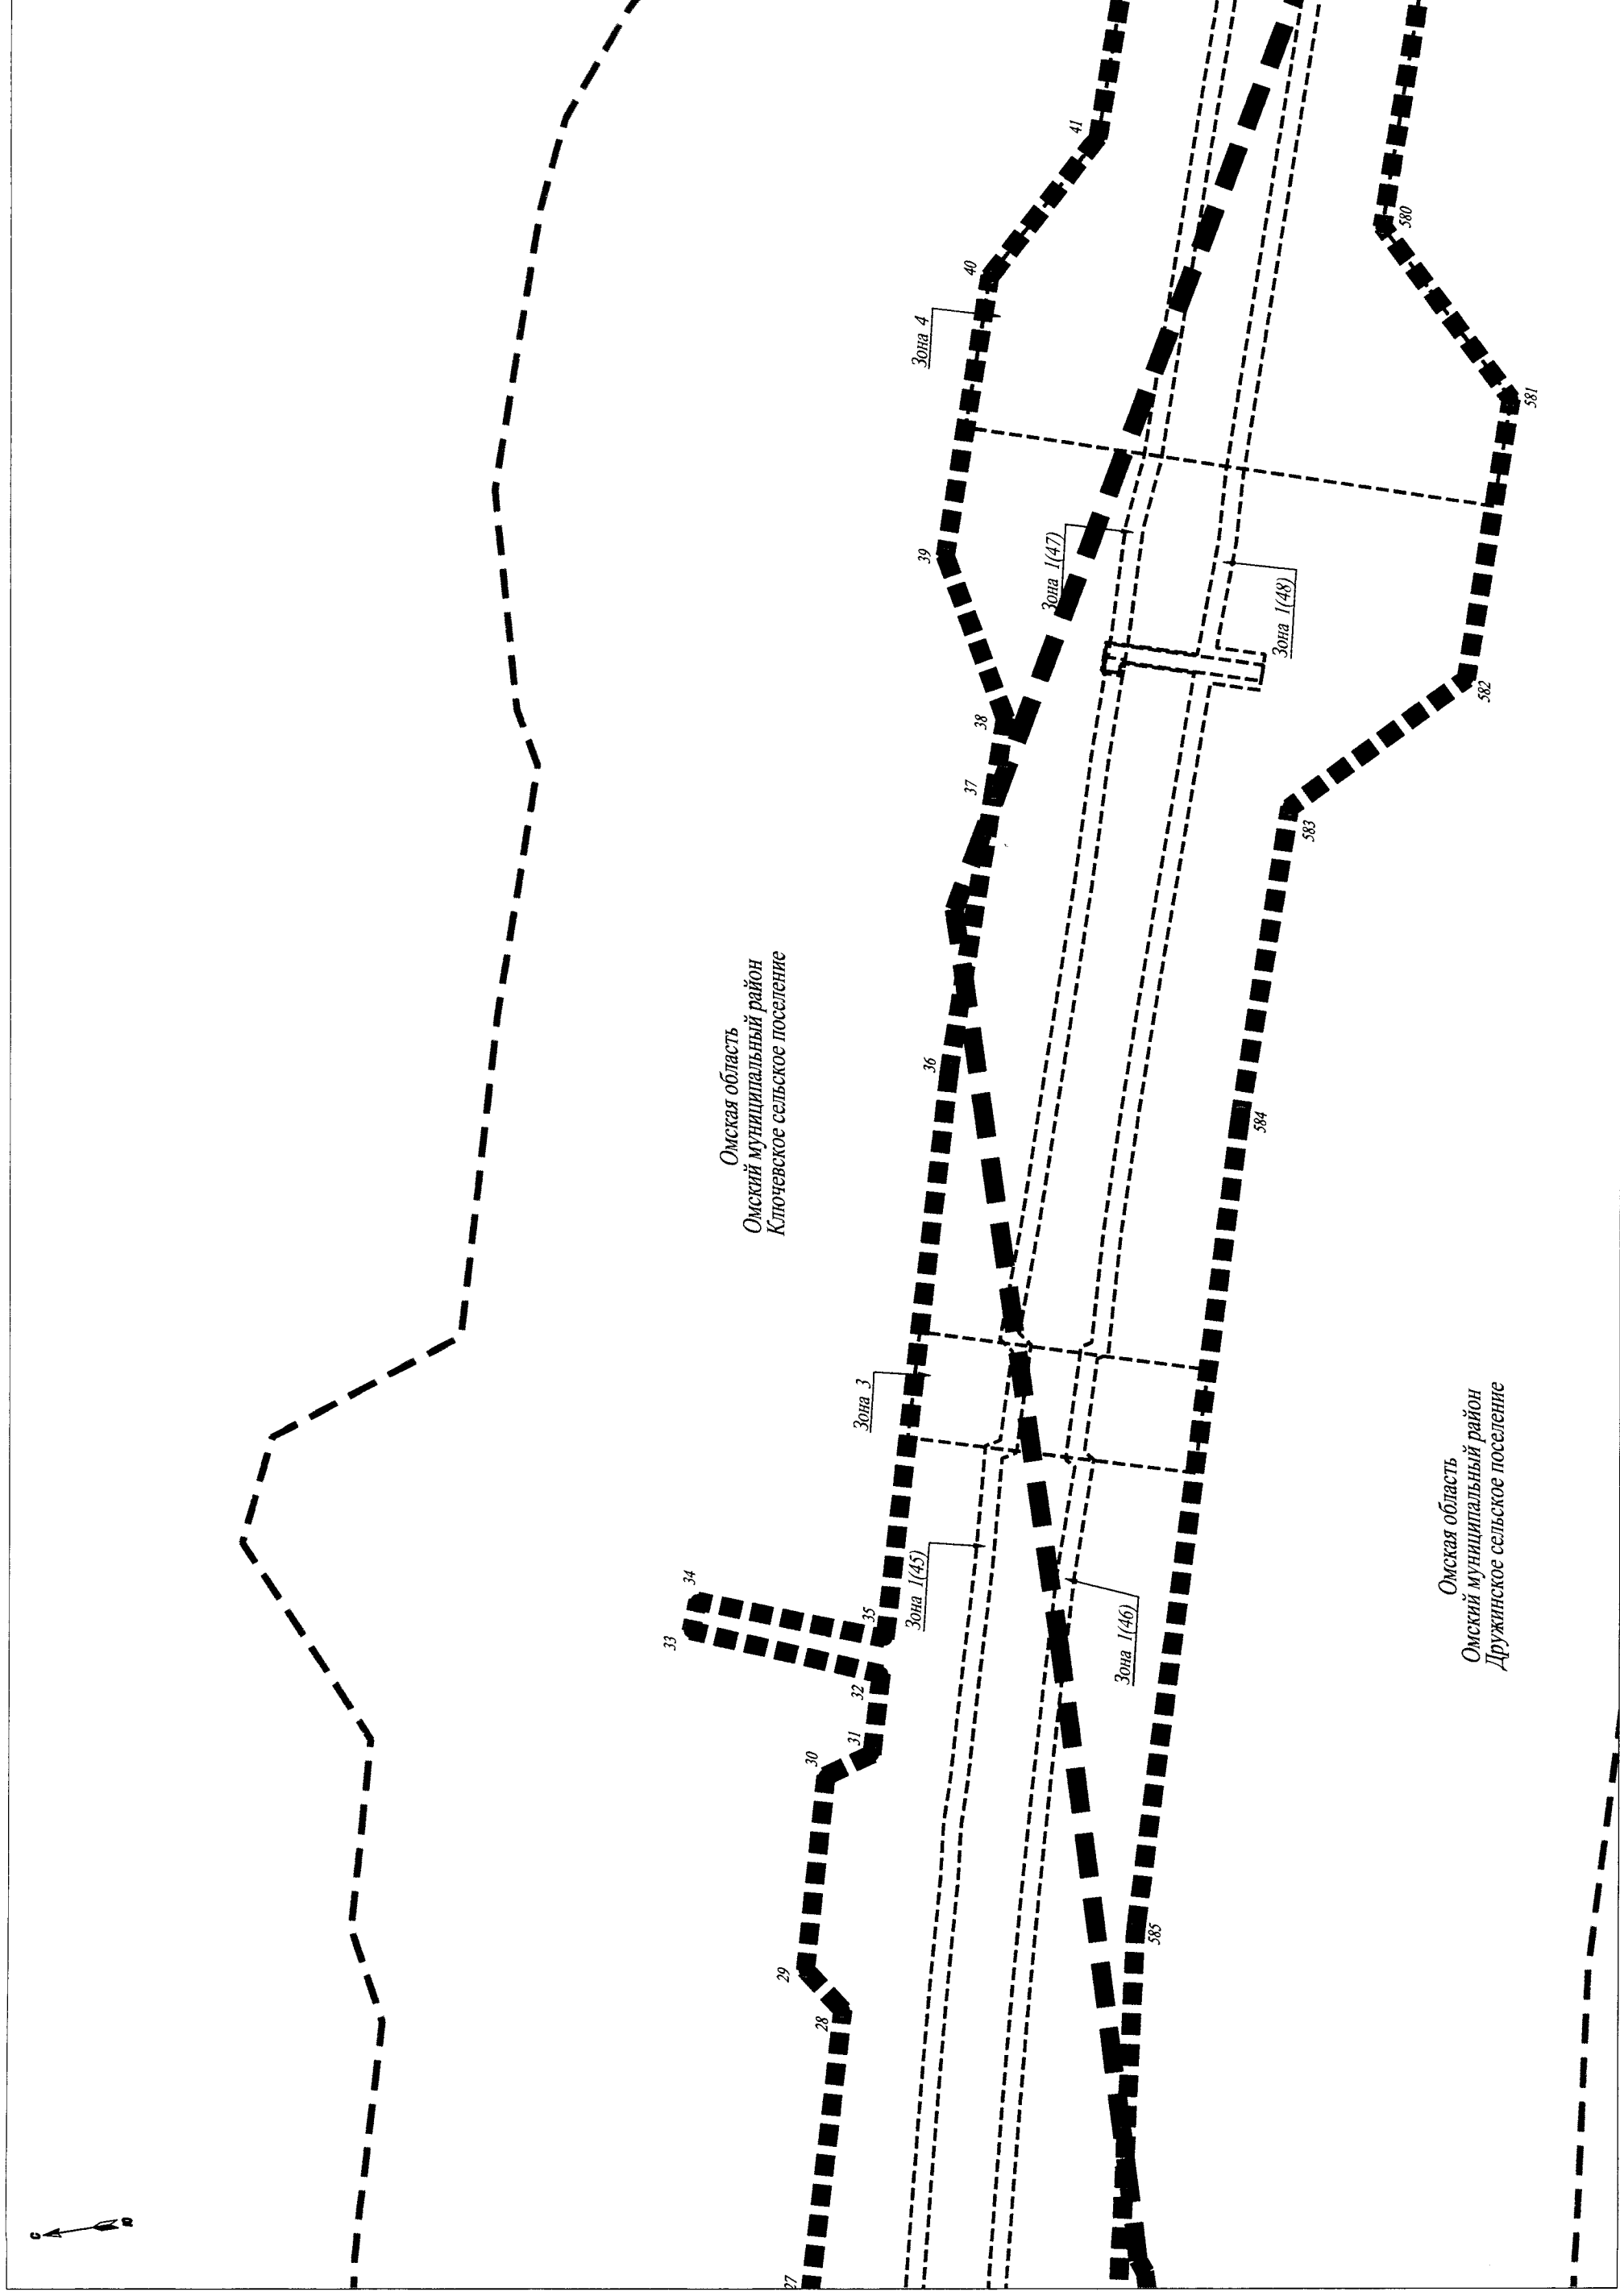 С
Ю
27
28
29
30
31
32
33
34
35
36
37
38
39
40
41
Зона 3
Зона 4
Зона 1(45)
Зона 1(46)
Зона 1(47)
Зона 1(48)
Омская область
Омский муниципальный район
Ключевское сельское поселение
580
581
582
583
584
585
Омская область
Омский муниципальный район
Дружинское сельское поселение